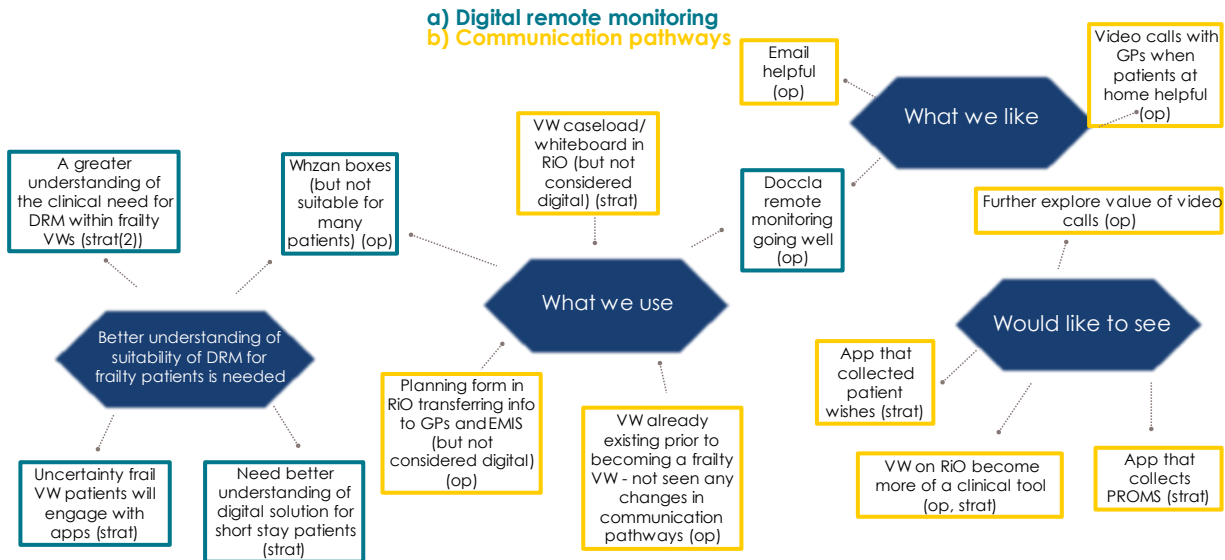 a) Digital remote monitoring
b) Communication pathways
Email
helpful
(op)
What we like
Video calls with
GPs when
patients at
home helpful
(op)
A greater
understanding of
the clinical need for
DRM within frailty
VWs (strat(2))
Whzan boxes
(but not
suitable for
many
patients) (op)
VW caseload/
whiteboard in
RiO (but not
considered
digital) (strat)
Doccla
remote
monitoring
going well
(op)
Further explore value of video
calls (op)
Better understanding of
suitability of DRM for
frailty patients is needed
What we use
Would like to see
Uncertainty frail
VW patients will
engage with
apps (strat)
Need better
understanding of
digital solution for
short stay patients
(strat)
Planning form in
RiO transferring info
to GPs and EMIS
(but not
considered digital)
(op)
VW already
existing prior to
becoming a frailty
VW - not seen any
changes in
communication
pathways (op)
App that
collected
patient
wishes (strat)
VW on RiO become
more of a clinical tool
(op, strat)
App that
collects
PROMS (strat)